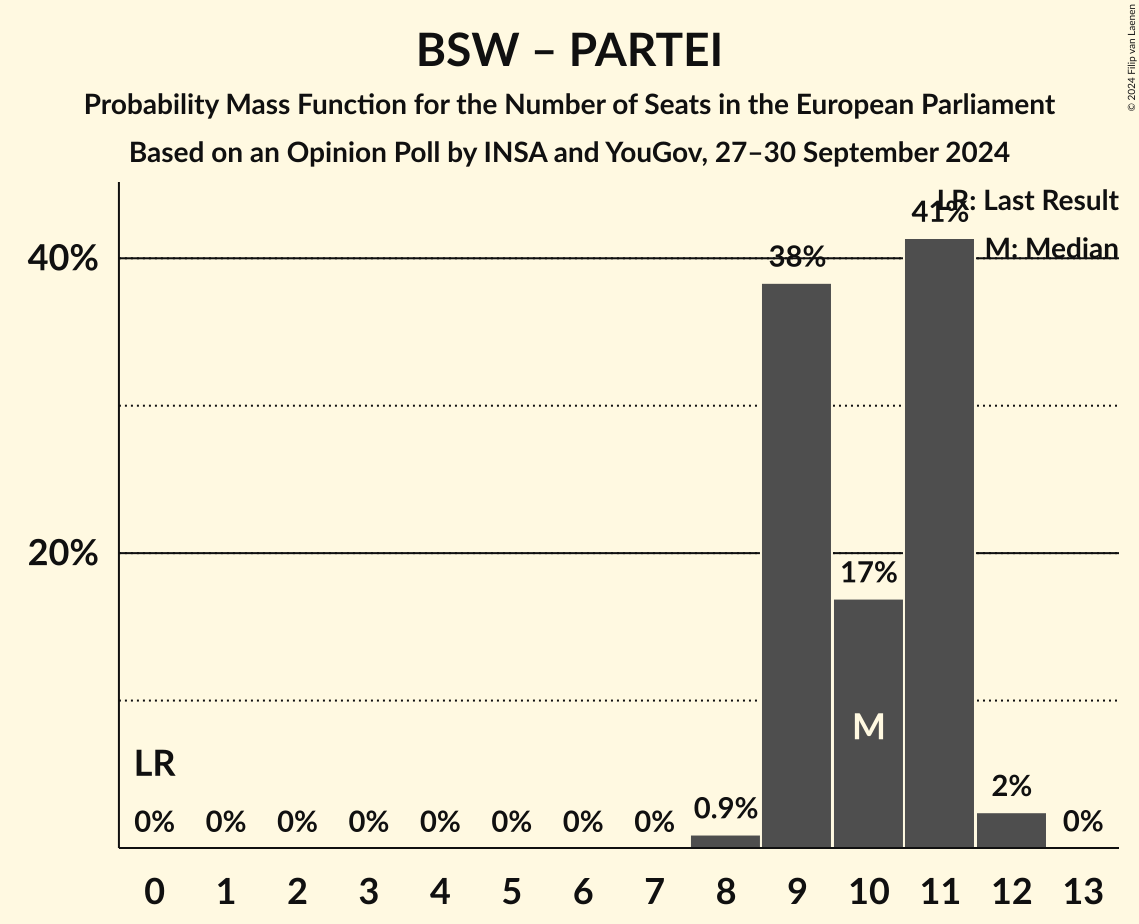 BSW – PARTEI
Probability Mass Function for the Number of Seats in the European Parliament
Based on an Opinion Poll by INSA and YouGov, 27–30 September 2024
© 2024 Filip van Laenen
LR: Last Result
M: Median
40%
20%
41%
38%
17%
M
LR
0% 0% 0% 0% 0% 0% 0% 0% 0.9% 2% 0%
0 1 2 3 4 5 6 7 8 9 10 11 12 13